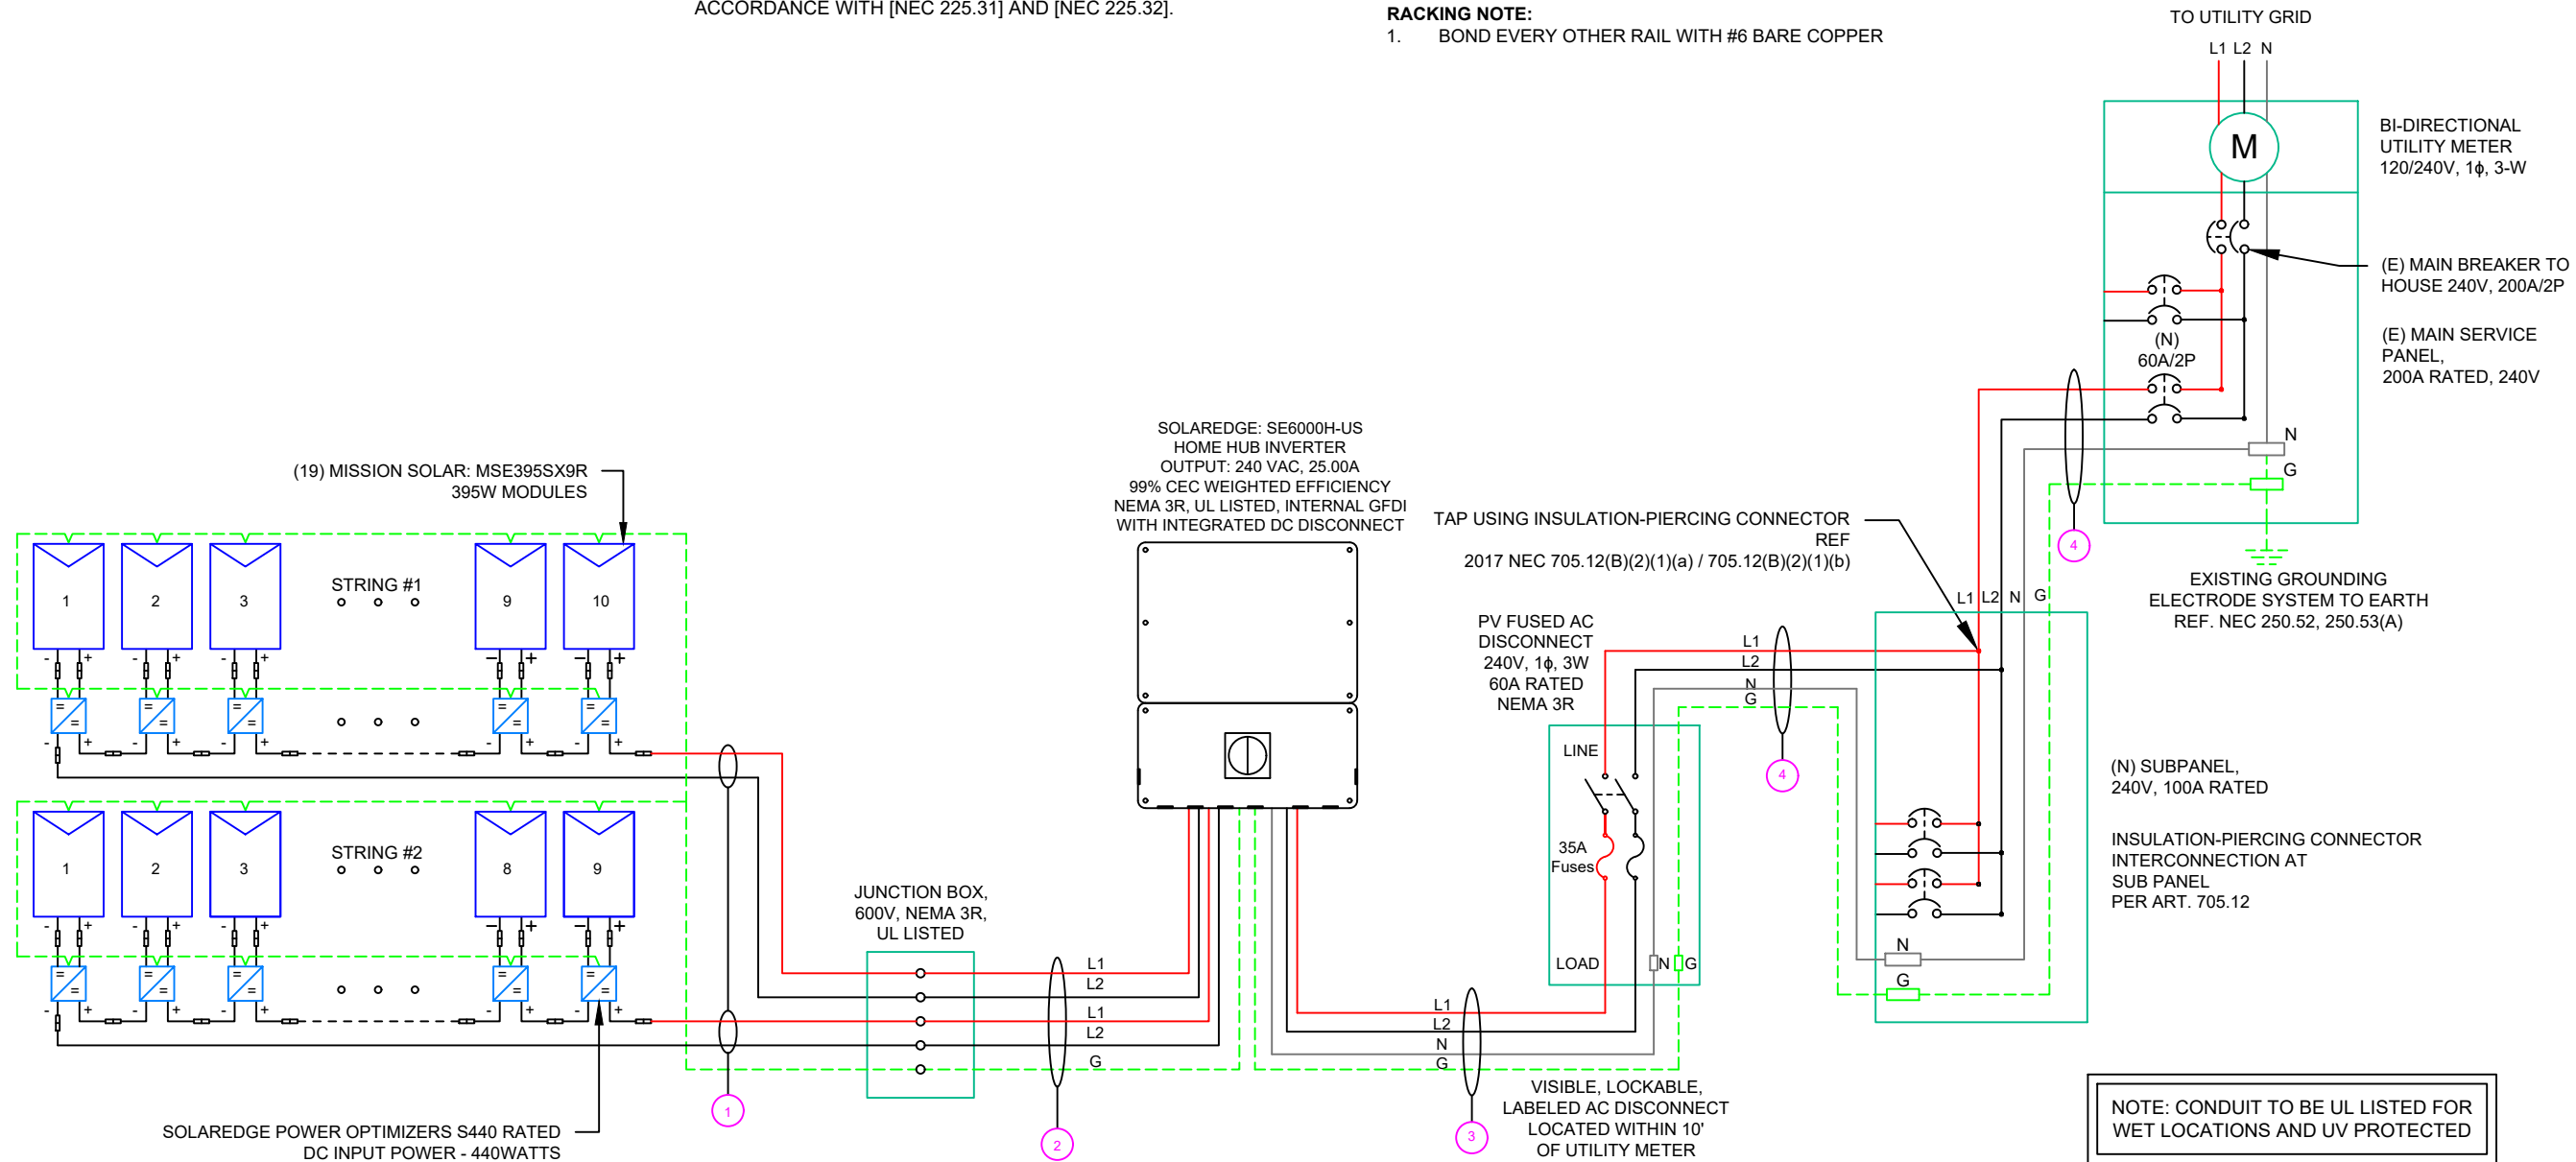 ACCORDANCE WITH [NEC 225.31] AND [NEC 225.32].
RACKING NOTE:
1. BOND EVERY OTHER RAIL WITH #6 BARE COPPER
TO UTILITY GRID
L1 L2 N
M
BI-DIRECTIONAL
UTILITY METER
120/240V, 1ϕ, 3-W
(E) MAIN BREAKER TO
HOUSE 240V, 200A/2P
(E) MAIN SERVICE
PANEL,
200A RATED, 240V
(N)
60A/2P
N
G
4
EXISTING GROUNDING
ELECTRODE SYSTEM TO EARTH
REF. NEC 250.52, 250.53(A)
(19) MISSION SOLAR: MSE395SX9R
395W MODULES
SOLAREDGE: SE6000H-US
HOME HUB INVERTER
OUTPUT: 240 VAC, 25.00A
99% CEC WEIGHTED EFFICIENCY
NEMA 3R, UL LISTED, INTERNAL GFDI
WITH INTEGRATED DC DISCONNECT
TAP USING INSULATION-PIERCING CONNECTOR
REF
2017 NEC 705.12(B)(2)(1)(a) / 705.12(B)(2)(1)(b)
STRING #1
1 2 3 9 10
- + - + - + - + - +
= = = = = = = = = =
- + - + - + - + - +
STRING #2
1 2 3 8 9
- + - + - + - + - +
= = = = = = = = = =
- + - + - + - + - +
SOLAREDGE POWER OPTIMIZERS S440 RATED
DC INPUT POWER - 440WATTS
1
JUNCTION BOX,
600V, NEMA 3R,
UL LISTED
L1
L2
L1
L2
G
2
PV FUSED AC
DISCONNECT
240V, 1ϕ, 3W
60A RATED
NEMA 3R
LINE
35A
Fuses
LOAD
N G
L1
L2
N
G
3
VISIBLE, LOCKABLE,
LABELED AC DISCONNECT
LOCATED WITHIN 10'
OF UTILITY METER
L1
L2
N
G
4
L1 L2 N G
N
G
(N) SUBPANEL,
240V, 100A RATED
INSULATION-PIERCING CONNECTOR
INTERCONNECTION AT
SUB PANEL
PER ART. 705.12
NOTE: CONDUIT TO BE UL LISTED FOR
WET LOCATIONS AND UV PROTECTED